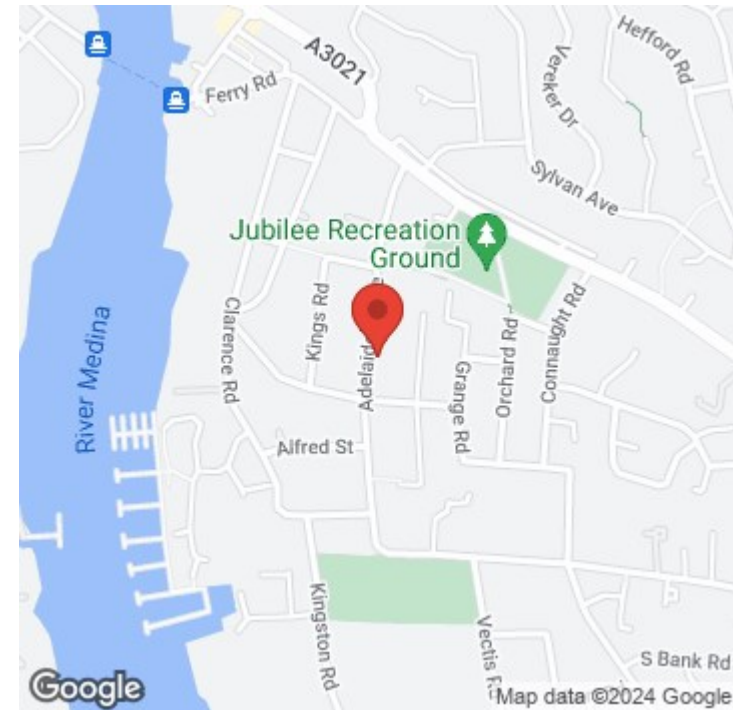 A3021
Hefford Rd
Vereker Dr
Ferry Rd
Sylvan Ave
Jubilee Recreation
Ground
Kings Rd
Clarence Rd
River Medina
Orchard Rd
Connaught Rd
Grange Rd
Alfred St
Kingston Rd
Vectis
S Bank Rd
Google
Map data ©2024 Google